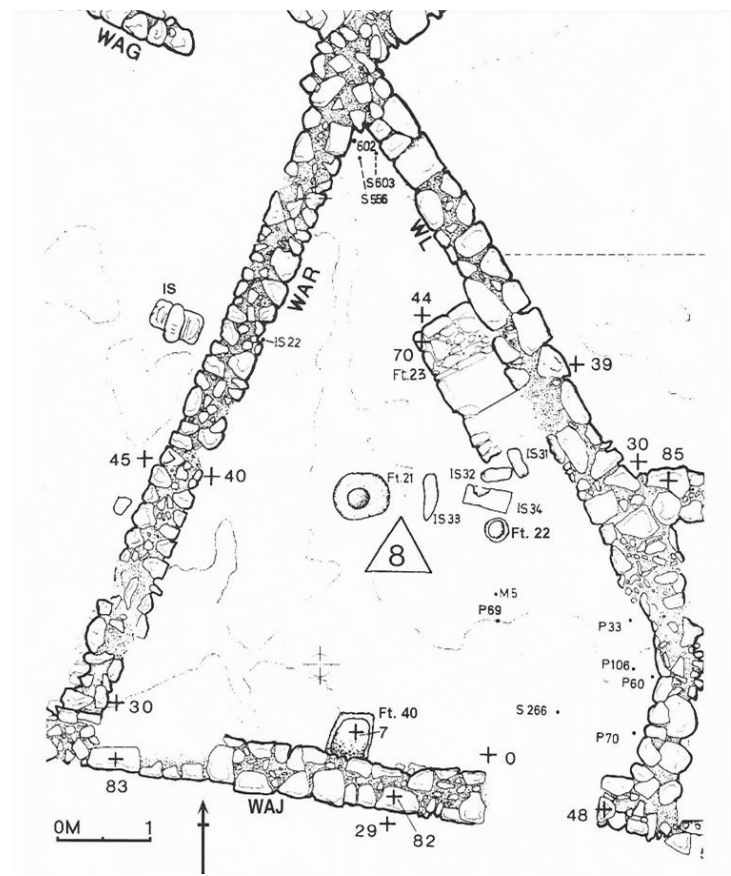 WAG
602
S603
S556
WL
WAR
IS
44
IS22
70
39
Ft.23
45
40
IS31
30
85
IS32
Ft.21
IS33
IS34
Ft. 22
8
M5
P69
P33
P106
P60
30
Ft. 40
S 266
7
P70
0
83
WAJ
0M 1
29
82
48